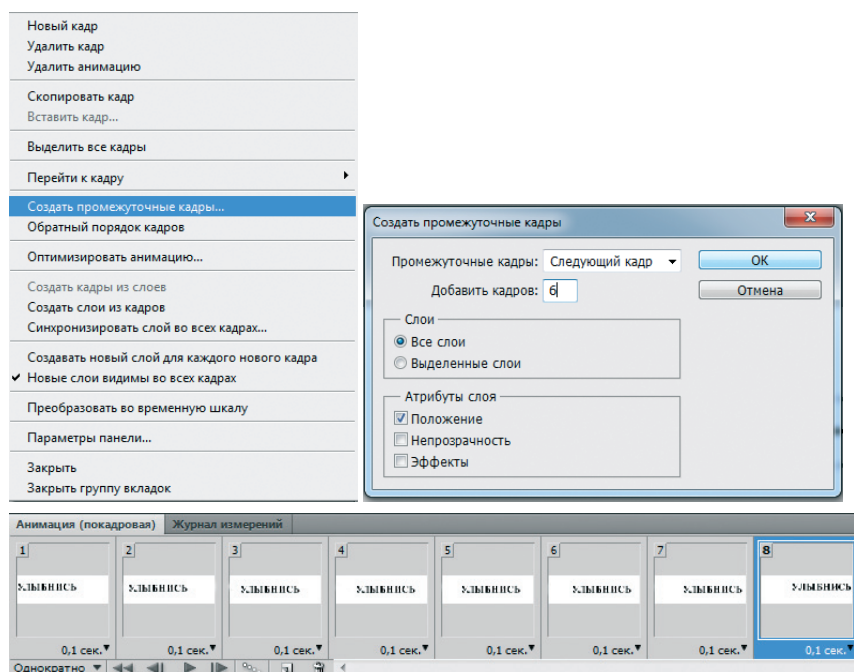 Новый кадр
Удалить кадр
Удалить анимацию
Скопировать кадр
Вставить кадр...
Выделить все кадры
Перейти к кадру
Создать промежуточные кадры...
Обратный порядок кадров
Оптимизировать анимацию...
Создать кадры из слоев
Создать слои из кадров
Синхронизировать слой во всех кадрах...
Создавать новый слой для каждого нового кадра
Новые слои видимы во всех кадрах
Преобразовать во временную шкалу
Параметры панели...
Закрыть
Закрыть группу вкладок
Создать промежуточные кадры
Промежуточные кадры: Следующий кадр
OK
Добавить кадров: 6
Отмена
Слои
Все слои
Выделенные слои
Атрибуты слоя
Положение
Непрозрачность
Эффекты
Анимация (покадровая) Журнал измерений
1 2 3 4 5 6 7 8
УЛЫБНИСЬ УЛЫБНИСЬ УЛЫБНИСЬ УЛЫБНИСЬ УЛЫБНИСЬ УЛЫБНИСЬ УЛЫБНИСЬ УЛЫБНИСЬ
0,1 сек. 0,1 сек. 0,1 сек. 0,1 сек. 0,1 сек. 0,1 сек. 0,1 сек. 0,1 сек.
Однократно